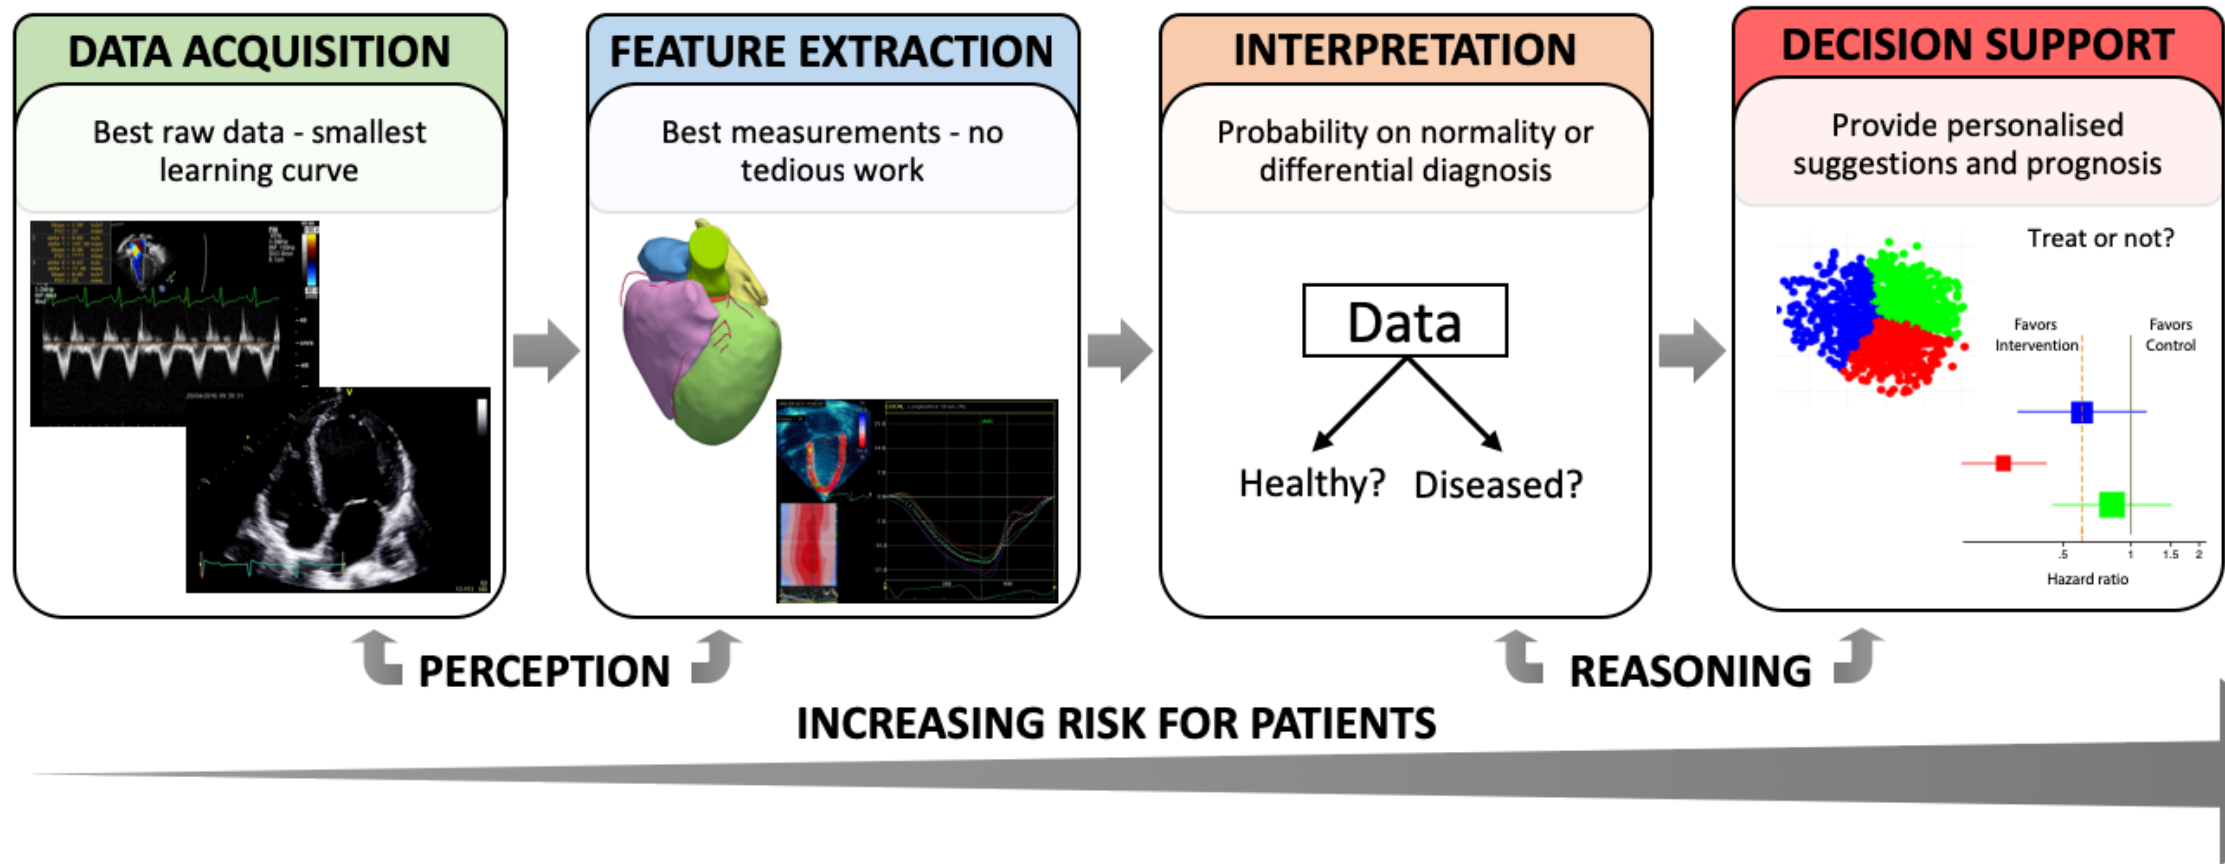 DATA ACQUISITION
Best raw data - smallest
learning curve
FEATURE EXTRACTION
Best measurements - no
tedious work
INTERPRETATION
Probability on normality or
differential diagnosis
Data
Healthy? Diseased?
DECISION SUPPORT
Provide personalised
suggestions and prognosis
Treat or not?
Favors
Intervention
Favors
Control
.5 1 1.5 2
Hazard ratio
PERCEPTION
REASONING
INCREASING RISK FOR PATIENTS